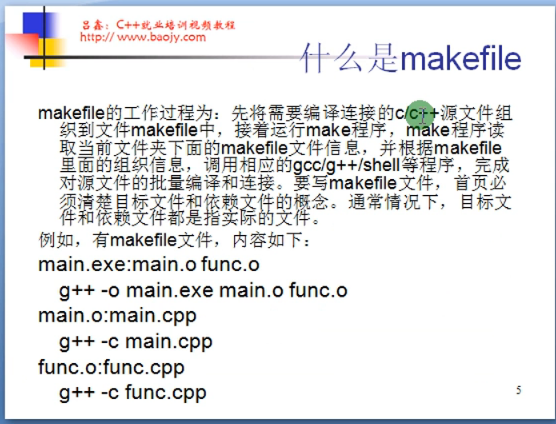 吕鑫：C++就业培训视频教程
http://www.baojy.com
什么是makefile
makefile的工作过程为：先将需要编译连接的c/c++源文件组
织到文件makefile中，接着运行make程序，make程序读
取当前文件夹下面的makefile文件信息，并根据makefile
里面的组织信息，调用相应的gcc/g++/shell等程序，完成
对源文件的批量编译和连接。要写makefile文件，首页必
须清楚目标文件和依赖文件的概念。通常情况下，目标文
件和依赖文件都是指实际的文件。
例如，有makefile文件，内容如下：
main.exe:main.o func.o
g++ -o main.exe main.o func.o
main.o:main.cpp
g++ -c main.cpp
func.o:func.cpp
g++ -c func.cpp
5